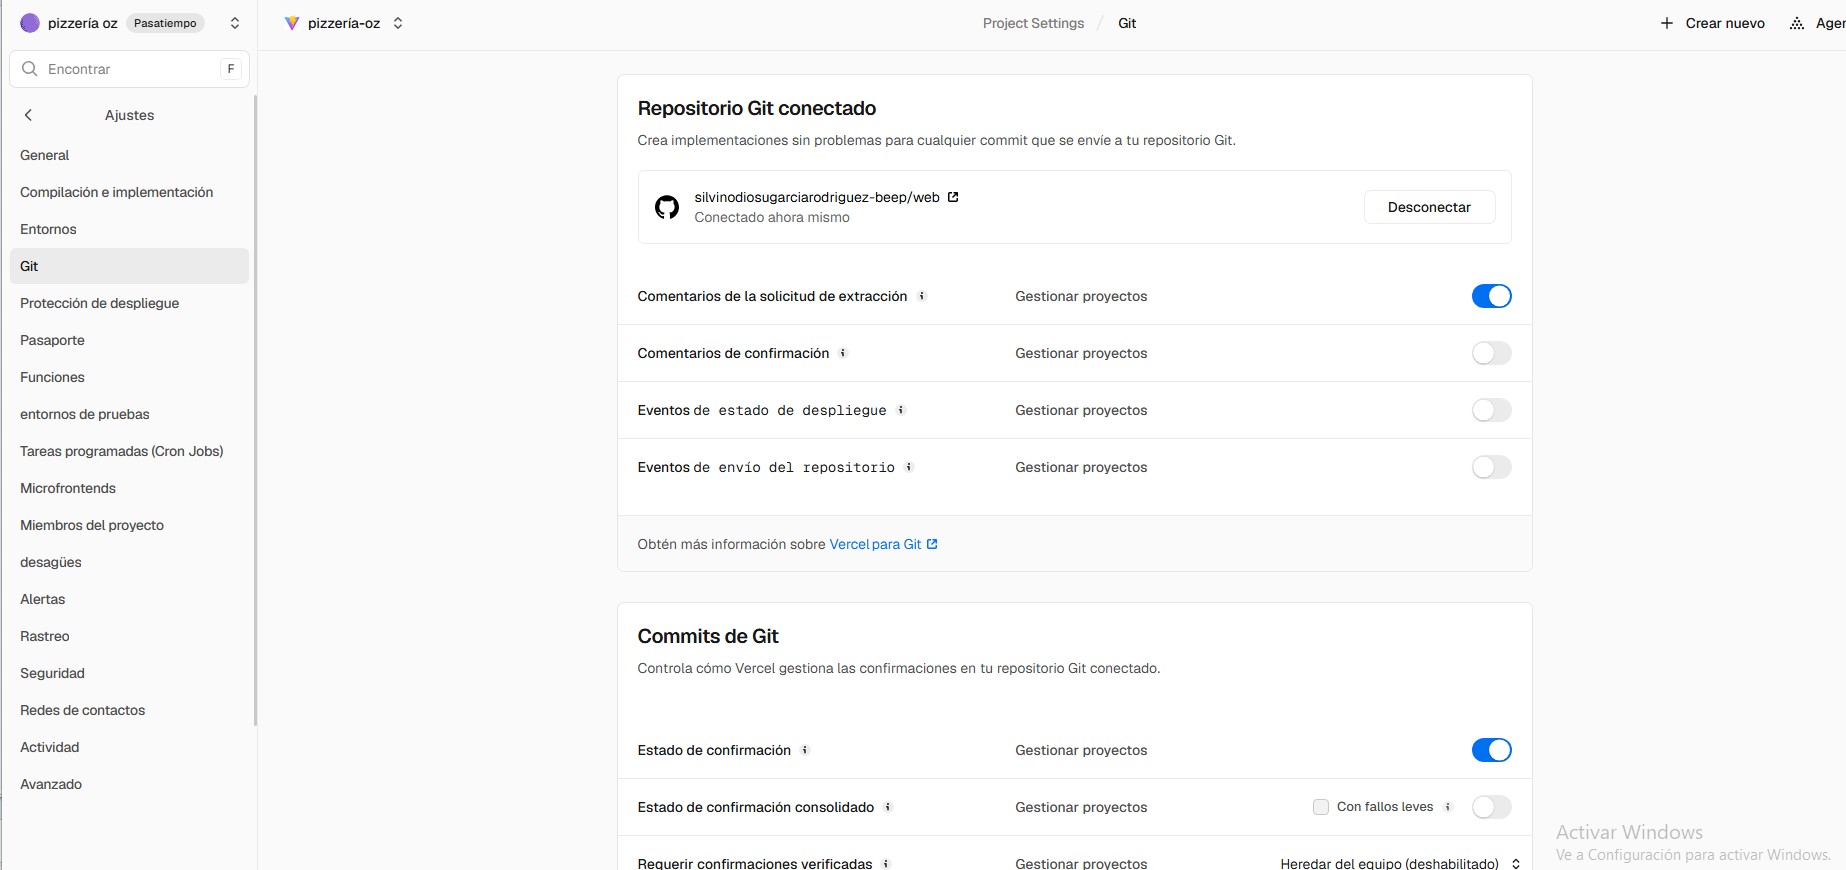 pizzería oz Pasatiempo
pizzería-oz
Project Settings / Git
Crear nuevo
Encontrar F
Ajustes
General
Compilación e implementación
Entornos
Git
Protección de despliegue
Pasaporte
Funciones
entornos de pruebas
Tareas programadas (Cron Jobs)
Microfrontends
Miembros del proyecto
desagües
Alertas
Rastreo
Seguridad
Redes de contactos
Actividad
Avanzado
Repositorio Git conectado
Crea implementaciones sin problemas para cualquier commit que se envíe a tu repositorio Git.
silvinodiosugarciarodriguez-beep/web
Conectado ahora mismo
Desconectar
Comentarios de la solicitud de extracción Gestionar proyectos
Comentarios de confirmación Gestionar proyectos
Eventos de estado de despliegue Gestionar proyectos
Eventos de envío del repositorio Gestionar proyectos
Obtén más información sobre Vercel para Git
Commits de Git
Controla cómo Vercel gestiona las confirmaciones en tu repositorio Git conectado.
Estado de confirmación Gestionar proyectos
Estado de confirmación consolidado Gestionar proyectos Con fallos leves
Requerir confirmaciones verificadas Gestionar proyectos Heredar del equipo (deshabilitado)
Activar Windows
Ve a Configuración para activar Windows.